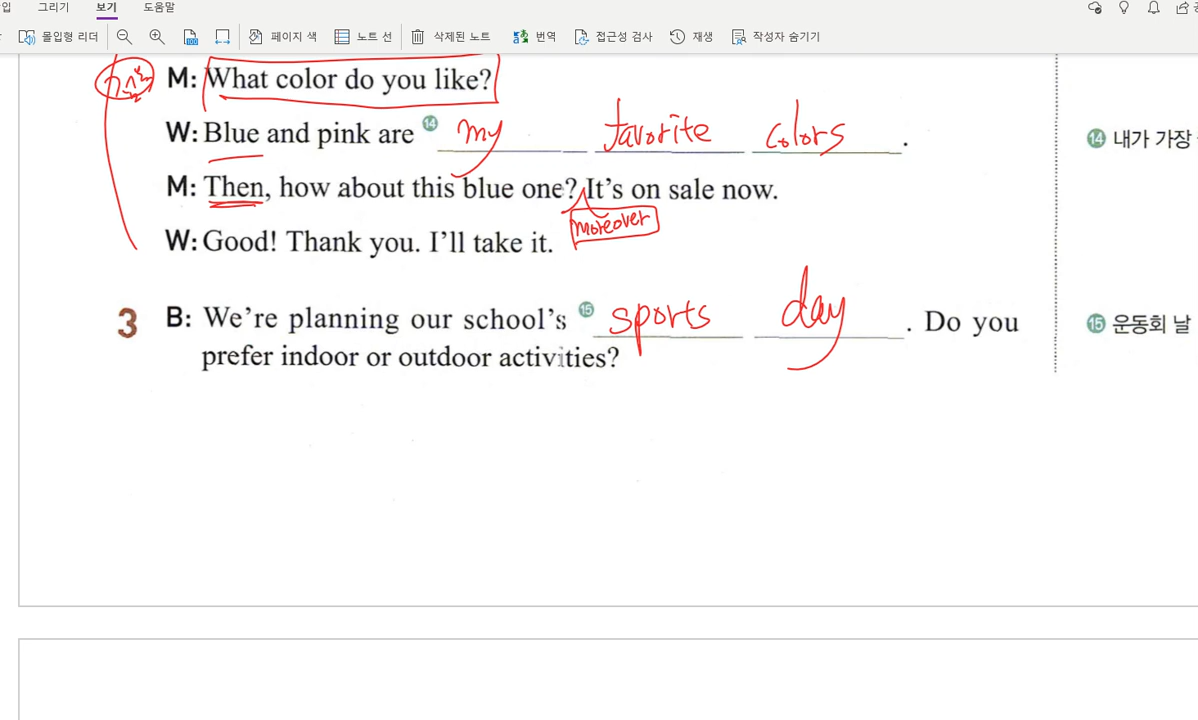 입 그리기 보기 도움말
몰입형 리더 페이지 색 노트 선 삭제된 노트 번역 접근성 검사 재생 작성자 숨기기
M: What color do you like?
W: Blue and pink are ⑭ my favorite colors .
⑭ 내가 가장
M: Then, how about this blue one? It's on sale now.
moreover
W: Good! Thank you. I'll take it.
3 B: We're planning our school's ⑮ sports day . Do you
⑮ 운동회 날
prefer indoor or outdoor activities?